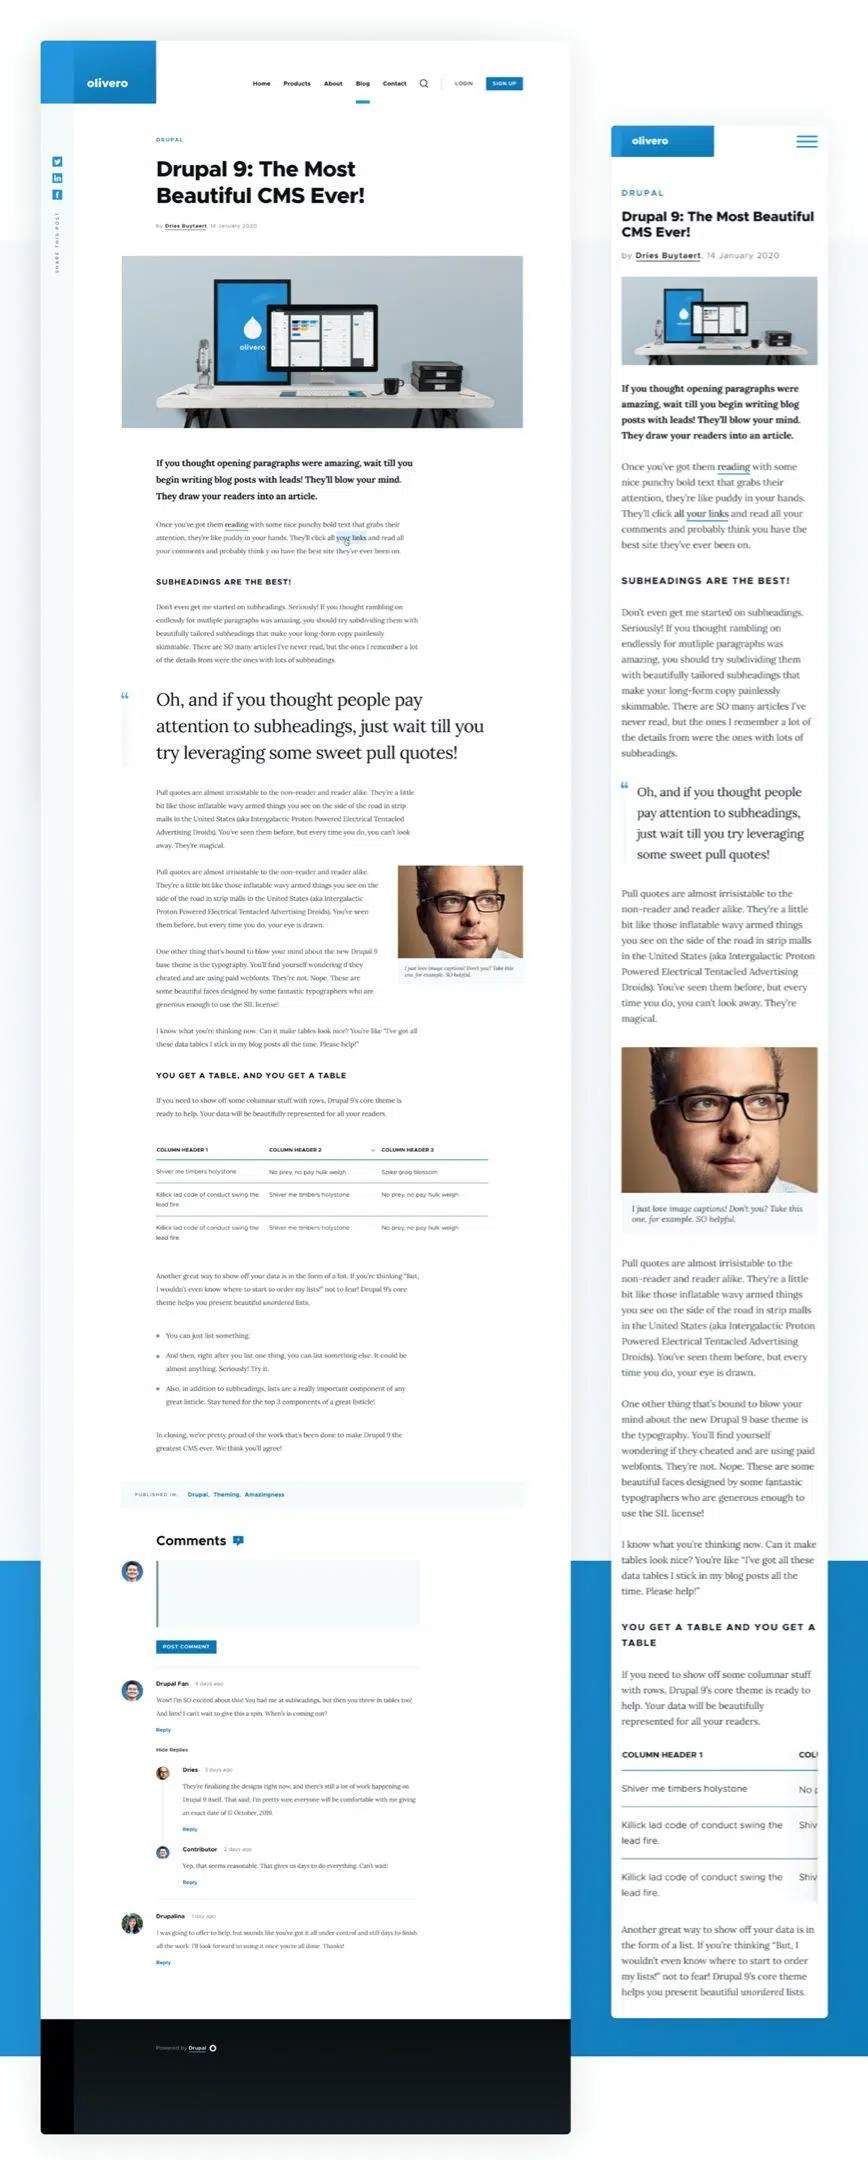 olivero
Home Products About Blog Contact LOGIN SIGN UP
SHARE THIS POST
DRUPAL
Drupal 9: The Most
Beautiful CMS Ever!
by Dries Buytaert, 14 January 2020
olivero
If you thought opening paragraphs were amazing, wait till you
begin writing blog posts with leads! They'll blow your mind.
They draw your readers into an article.
Once you've got them reading with some nice punchy bold text that grabs their
attention, they're like puddy in your hands. They'll click all your links and read all
your comments and probably think y ou have the best site they've ever been on.
SUBHEADINGS ARE THE BEST!
Don't even get me started on subheadings. Seriously! If you thought rambling on
endlessly for mutliple paragraphs was amazing, you should try subdividing them with
beautifully tailored subheadings that make your long-form copy painlessly
skimmable. There are SO many articles I've never read, but the ones I remember a lot
of the details from were the ones with lots of subheadings.
“
Oh, and if you thought people pay
attention to subheadings, just wait till you
try leveraging some sweet pull quotes!
Pull quotes are almost irrisistable to the non-reader and reader alike. They're a little
bit like those inflatable wavy armed things you see on the side of the road in strip
malls in the United States (aka Intergalactic Proton Powered Electrical Tentacled
Advertising Droids). You've seen them before, but every time you do, you can't look
away. They're magical.
Pull quotes are almost irrisistable to the non-reader and reader alike.
They're a little bit like those inflatable wavy armed things you see on the
side of the road in strip malls in the United States (aka Intergalactic
Proton Powered Electrical Tentacled Advertising Droids). You've seen
them before, but every time you do, your eye is drawn.
I just love image captions! Don't you? Take this
one, for example. SO helpful.
One other thing that's bound to blow your mind about the new Drupal 9
base theme is the typography. You'll find yourself wondering if they
cheated and are using paid webfonts. They're not. Nope. These are
some beautiful faces designed by some fantastic typographers who are
generous enough to use the SIL license!
I know what you're thinking now. Can it make tables look nice? You're like "I've got all
these data tables I stick in my blog posts all the time. Please help!"
YOU GET A TABLE, AND YOU GET A TABLE
If you need to show off some columnar stuff with rows, Drupal 9's core theme is
ready to help. Your data will be beautifully represented for all your readers.
COLUMN HEADER 1 COLUMN HEADER 2 COLUMN HEADER 3
Shiver me timbers holystone No prey, no pay hulk weigh Spike grog blossom
Killick lad code of conduct swing the Shiver me timbers holystone No prey, no pay hulk weigh
lead fire.
Killick lad code of conduct swing the Shiver me timbers holystone No prey, no pay hulk weigh
lead fire.
Another great way to show off your data is in the form of a list. If you're thinking "But,
I wouldn't even know where to start to order my lists!" not to fear! Drupal 9's core
theme helps you present beautiful unordered lists.
You can just list something.
And then, right after you list one thing, you can list something else. It could be
almost anything. Seriously! Try it.
Also, in addition to subheadings, lists are a really important component of any
great listicle. Stay tuned for the top 3 components of a great listicle!
In closing, we're pretty proud of the work that's been done to make Drupal 9 the
greatest CMS ever. We think you'll agree!
PUBLISHED IN: Drupal, Theming, Amazingness
Comments
POST COMMENT
Drupal Fan 4 days ago
Wow! I'm SO excited about this! You had me at subheadings, but then you threw in tables too!
And lists! I can't wait to give this a spin. When's in coming out?
Reply
Hide Replies
Dries 3 days ago
They're finalizing the designs right now, and there's still a lot of work happening on
Drupal 9 itself. That said, I'm pretty sure everyone will be comfortable with me giving
an exact date of 17 October, 2019.
Reply
Contributor 2 days ago
Yep, that seems reasonable. That gives us days to do everything. Can't wait!
Reply
Drupalina 1 day ago
I was going to offer to help, but sounds like you've got it all under control and still days to finish
all the work. I'll look forward to using it once you're all done. Thanks!
Reply
Powered by Drupal
olivero
DRUPAL
Drupal 9: The Most Beautiful
CMS Ever!
by Dries Buytaert, 14 January 2020
If you thought opening paragraphs were
amazing, wait till you begin writing blog
posts with leads! They'll blow your mind.
They draw your readers into an article.
Once you've got them reading with some
nice punchy bold text that grabs their
attention, they're like puddy in your hands.
They'll click all your links and read all your
comments and probably think you have the
best site they've ever been on.
SUBHEADINGS ARE THE BEST!
Don't even get me started on subheadings.
Seriously! If you thought rambling on
endlessly for mutliple paragraphs was
amazing, you should try subdividing them
with beautifully tailored subheadings that
make your long-form copy painlessly
skimmable. There are SO many articles I've
never read, but the ones I remember a lot of
the details from were the ones with lots of
subheadings.
“
Oh, and if you thought people
pay attention to subheadings,
just wait till you try leveraging
some sweet pull quotes!
Pull quotes are almost irrisistable to the
non-reader and reader alike. They're a little
bit like those inflatable wavy armed things
you see on the side of the road in strip malls
in the United States (aka Intergalactic Proton
Powered Electrical Tentacled Advertising
Droids). You've seen them before, but every
time you do, you can't look away. They're
magical.
I just love image captions! Don't you? Take this
one, for example. SO helpful.
Pull quotes are almost irrisistable to the
non-reader and reader alike. They're a little
bit like those inflatable wavy armed things
you see on the side of the road in strip malls
in the United States (aka Intergalactic Proton
Powered Electrical Tentacled Advertising
Droids). You've seen them before, but every
time you do, your eye is drawn.
One other thing that's bound to blow your
mind about the new Drupal 9 base theme is
the typography. You'll find yourself
wondering if they cheated and are using paid
webfonts. They're not. Nope. These are some
beautiful faces designed by some fantastic
typographers who are generous enough to
use the SIL license!
I know what you're thinking now. Can it make
tables look nice? You're like "I've got all these
data tables I stick in my blog posts all the
time. Please help!"
YOU GET A TABLE AND YOU GET A
TABLE
If you need to show off some columnar stuff
with rows, Drupal 9's core theme is ready to
help. Your data will be beautifully
represented for all your readers.
COLUMN HEADER 1 COLU
Shiver me timbers holystone No p
Killick lad code of conduct swing the Shiv
lead fire.
Killick lad code of conduct swing the Shiv
lead fire.
Another great way to show off your data is in
the form of a list. If you're thinking "But, I
wouldn't even know where to start to order
my lists!" not to fear! Drupal 9's core theme
helps you present beautiful unordered lists.